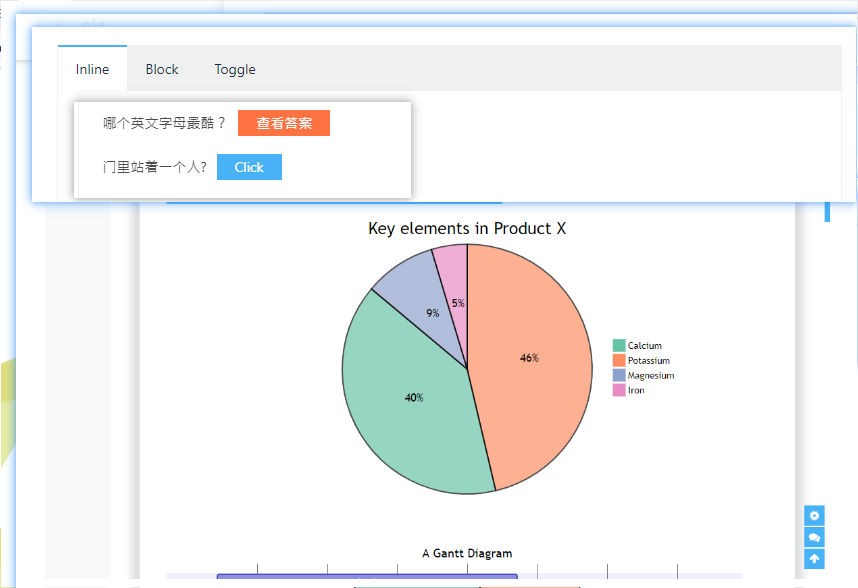 Inline Block Toggle
哪个英文字母最酷？ 查看答案
门里站着一个人? Click
Key elements in Product X
5%
9%
46%
40%
Calcium
Potassium
Magnesium
Iron
A Gantt Diagram